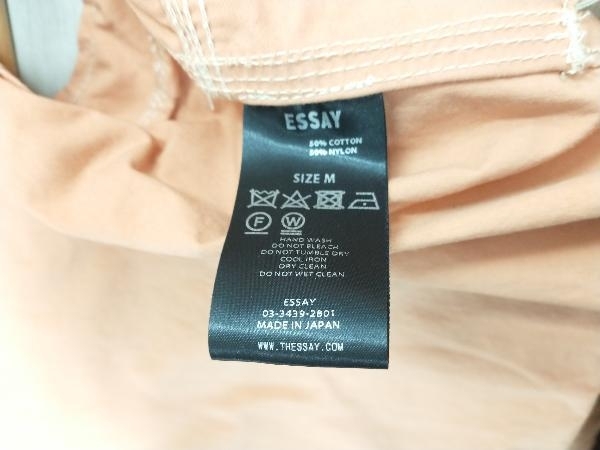 ESSAY
50% COTTON
50% NYLON
SIZE M
F W
HAND WASH
DO NOT BLEACH
DO NOT TUMBLE DRY
COOL IRON
DRY CLEAN
DO NOT WET CLEAN
ESSAY
03-3439-2801
MADE IN JAPAN
WWW.THESSAY.COM